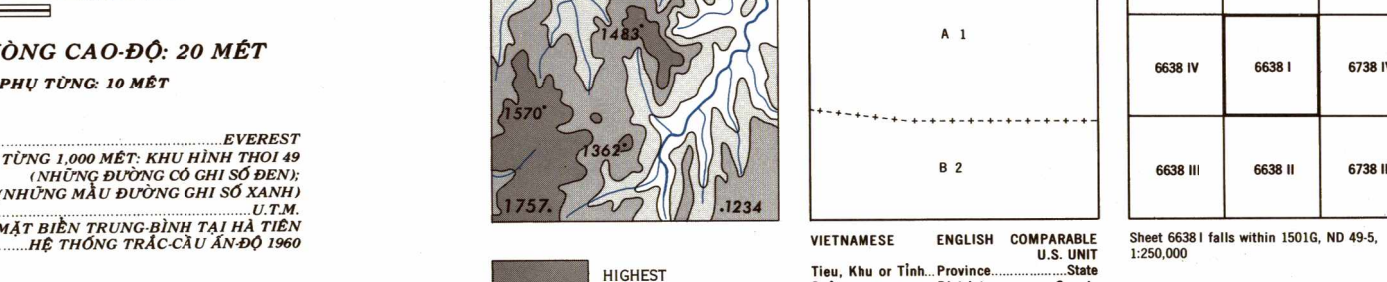 ÒNG CAO-ĐỘ: 20 MÉT
PHỤ TÙNG: 10 MÉT
EVEREST
TỪNG 1,000 MÉT: KHU HÌNH THOI 49
(NHỮNG ĐƯỜNG CÓ GHI SỐ ĐEN);
(NHỮNG MÀU ĐƯỜNG GHI SỐ XANH)
U.T.M.
MẶT BIỂN TRUNG-BÌNH TẠI HÀ TIÊN
HỆ THỐNG TRẮC-CẦU ẤN-ĐỘ 1960
1483
1570
1362
1757
1234
HIGHEST
A 1
B 2
VIETNAMESE ENGLISH COMPARABLE
U.S. UNIT
Tieu, Khu or Tỉnh...Province...................State
6638 IV 6638 I 6738 IV
6638 III 6638 II 6738 II
Sheet 6638 I falls within 1501G, ND 49-5,
1:250,000